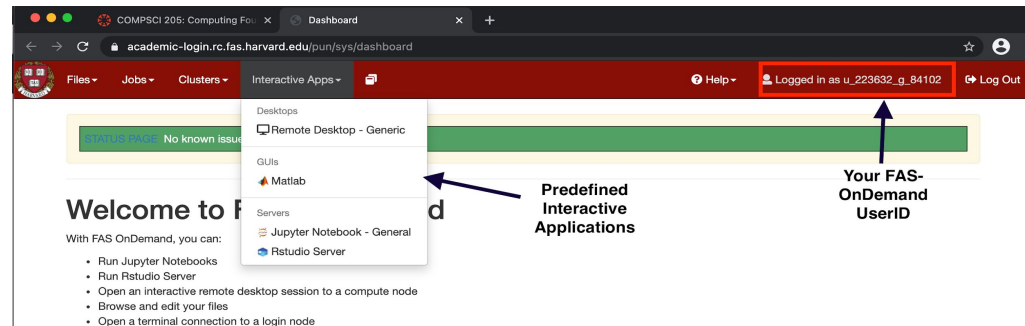 COMPSCI 205: Computing Fou
Dashboard
academic-login.rc.fas.harvard.edu/pun/sys/dashboard
Files
Jobs
Clusters
Interactive Apps
Help
Logged in as u_223632_g_84102
Log Out
Desktops
Remote Desktop - Generic
GUIs
Matlab
Servers
Jupyter Notebook - General
Rstudio Server
STATUS PAGE No known issue
Predefined
Interactive
Applications
Your FAS-
OnDemand
UserID
Welcome to F d
With FAS OnDemand, you can:
• Run Jupyter Notebooks
• Run Rstudio Server
• Open an interactive remote desktop session to a compute node
• Browse and edit your files
• Open a terminal connection to a login node